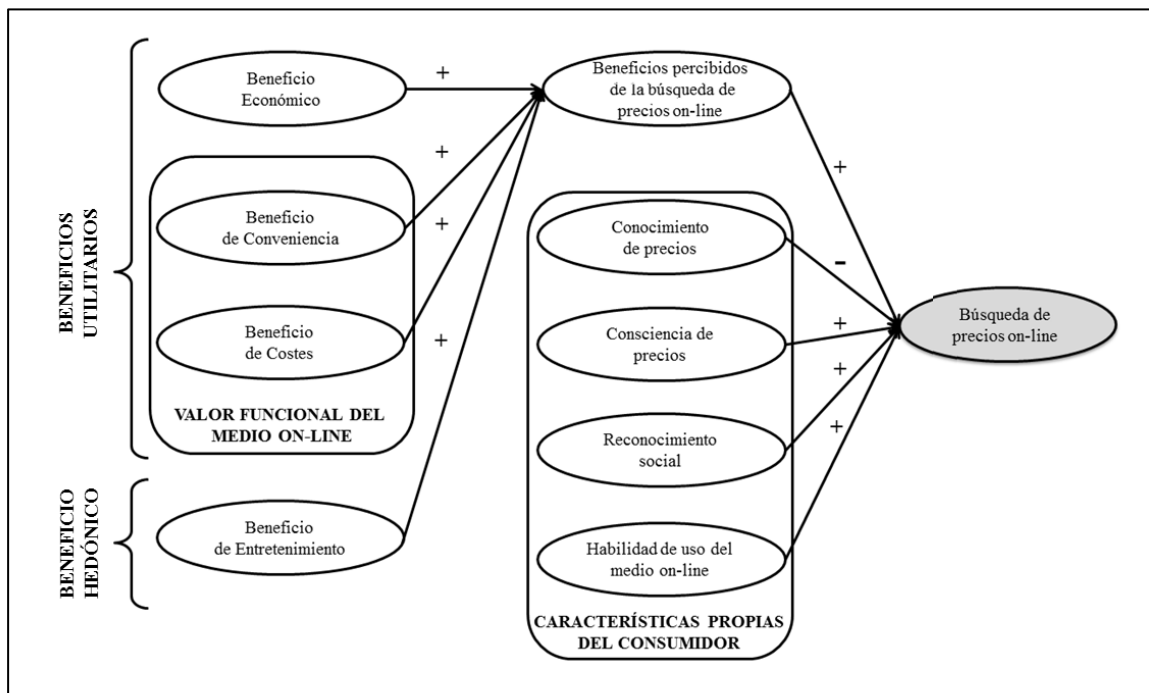 BENEFICIOS
UTILITARIOS
Beneficio
Económico
+
Beneficio
de Conveniencia
+
Beneficio
de Costes
+
VALOR FUNCIONAL DEL
MEDIO ON-LINE
BENEFICIO
HEDÓNICO
Beneficio
de Entretenimiento
+
Beneficios percibidos
de la búsqueda de
precios on-line
+
Conocimiento
de precios
-
Consciencia de
precios
+
Reconocimiento
social
+
Habilidad de uso del
medio on-line
+
CARACTERÍSTICAS PROPIAS
DEL CONSUMIDOR
Búsqueda de
precios on-line